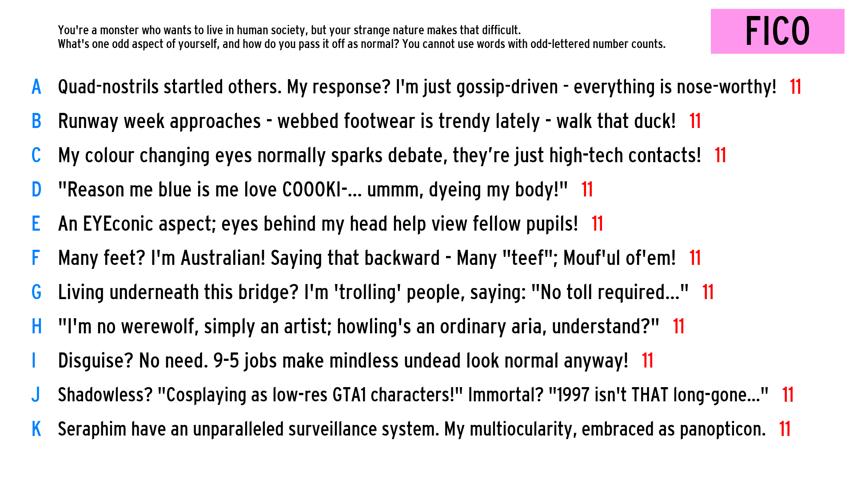 You're a monster who wants to live in human society, but your strange nature makes that difficult.
What's one odd aspect of yourself, and how do you pass it off as normal? You cannot use words with odd-lettered number counts.
FICO
A Quad-nostrils startled others. My response? I'm just gossip-driven - everything is nose-worthy! 11
B Runway week approaches - webbed footwear is trendy lately - walk that duck! 11
C My colour changing eyes normally sparks debate, they're just high-tech contacts! 11
D "Reason me blue is me love COOOKI-... ummm, dyeing my body!" 11
E An EYEconic aspect; eyes behind my head help view fellow pupils! 11
F Many feet? I'm Australian! Saying that backward - Many "teef"; Mouf'ul of'em! 11
G Living underneath this bridge? I'm 'trolling' people, saying: "No toll required..." 11
H "I'm no werewolf, simply an artist; howling's an ordinary aria, understand?" 11
I Disguise? No need. 9-5 jobs make mindless undead look normal anyway! 11
J Shadowless? "Cosplaying as low-res GTA1 characters!" Immortal? "1997 isn't THAT long-gone..." 11
K Seraphim have an unparalleled surveillance system. My multiocularity, embraced as panopticon. 11